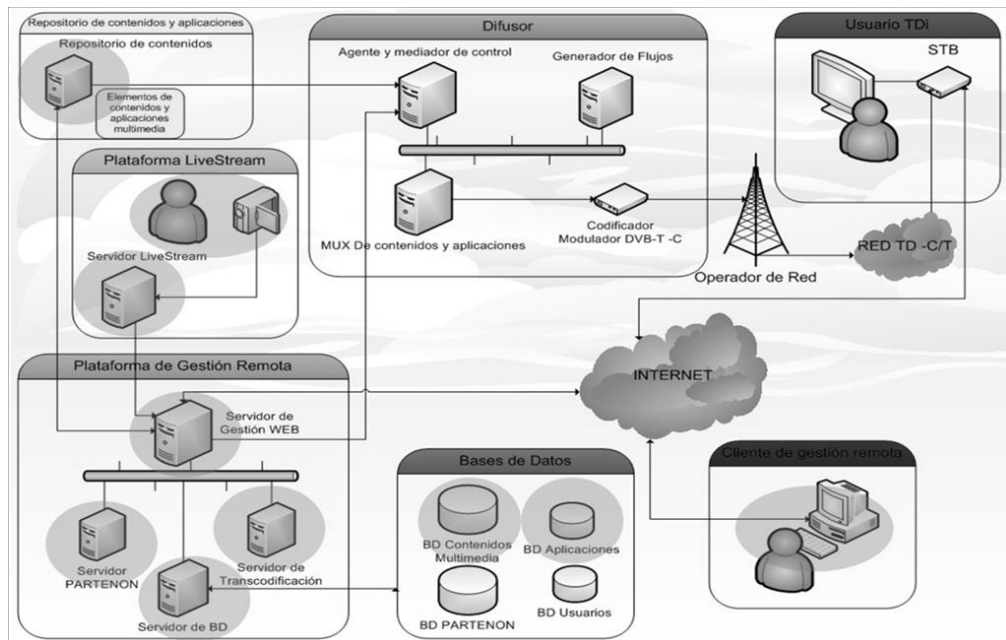 Repositorio de contenidos y aplicaciones
Repositorio de contenidos
Elementos de
contenidos y
aplicaciones
multimedia
Difusor
Agente y mediador de control
Generador de Flujos
MUX De contenidos y aplicaciones
Codificador
Modulador DVB-T -C
Usuario TDi
STB
Operador de Red
RED TD -C/T
Plataforma LiveStream
Servidor LiveStream
Plataforma de Gestión Remota
Servidor de
Gestión WEB
Servidor
PARTENON
Servidor de
Transcodificación
Servidor de BD
INTERNET
Bases de Datos
BD Contenidos
Multimedia
BD Aplicaciones
BD PARTENON
BD Usuarios
Cliente de gestión remota